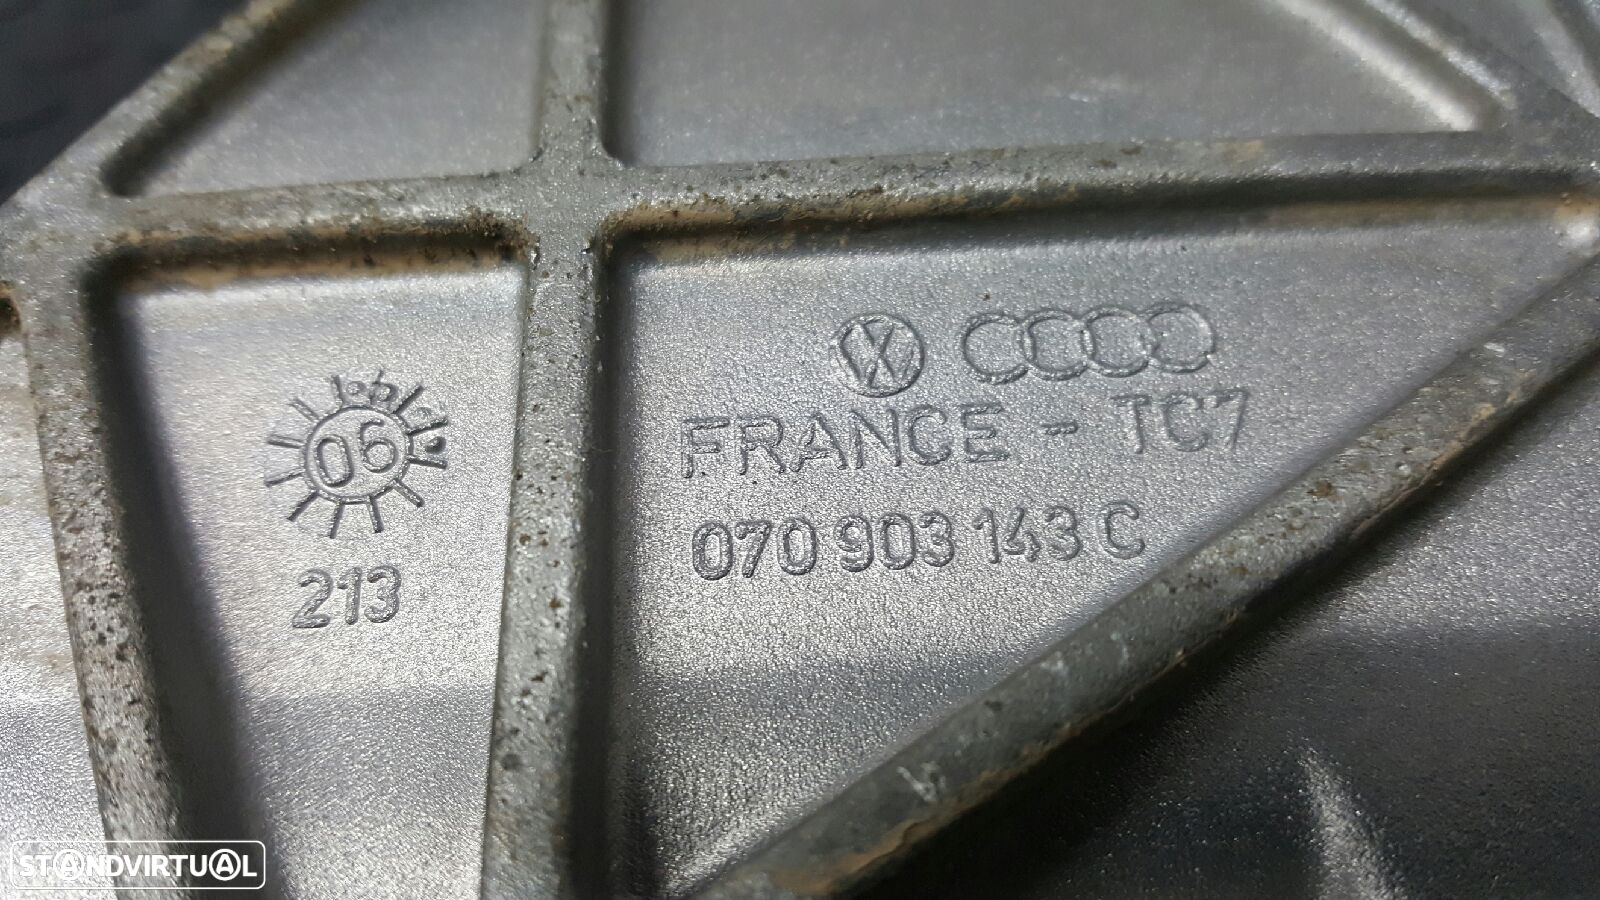 06
213
FRANCE - TC7
070 903 143 C
STANDVIRTUAL